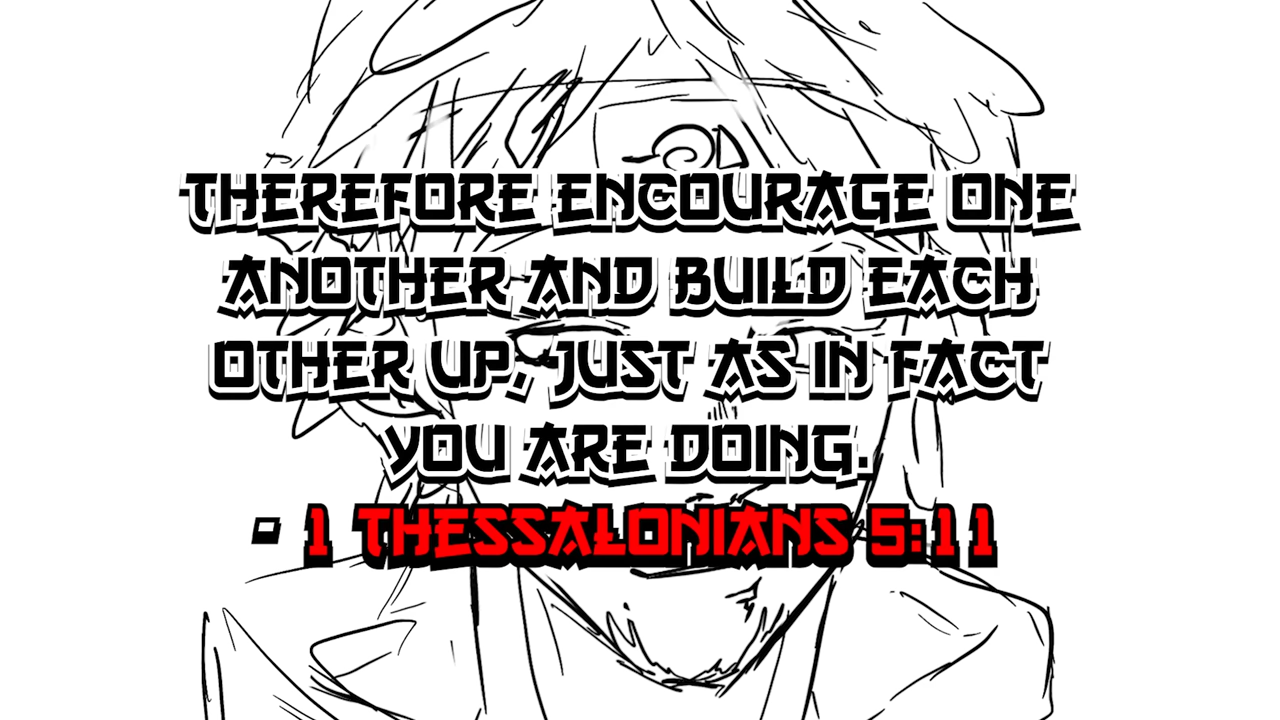 THEREFORE ENCOURAGE ONE
ANOTHER AND BUILD EACH
OTHER UP, JUST AS IN FACT
YOU ARE DOING.
- 1 THESSALONIANS 5:11